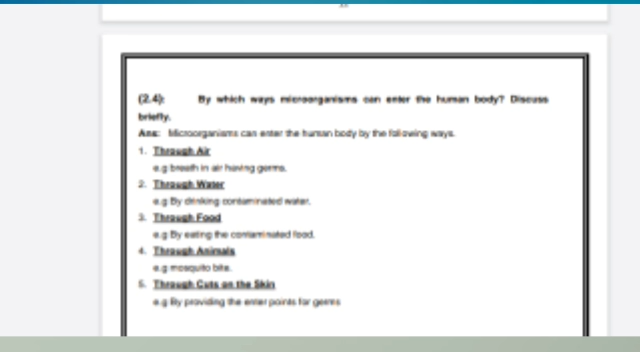 (2.4): By which ways microorganisms can enter the human body? Discuss
briefly.
Ans: Microorganisms can enter the human body by the following ways.
1. Through Air
e.g breath in air having germs.
2. Through Water
e.g By drinking contaminated water.
3. Through Food
e.g By eating the contaminated food.
4. Through Animals
e.g mosquito bite.
5. Through Cuts on the Skin
e.g By providing the enter points for germs